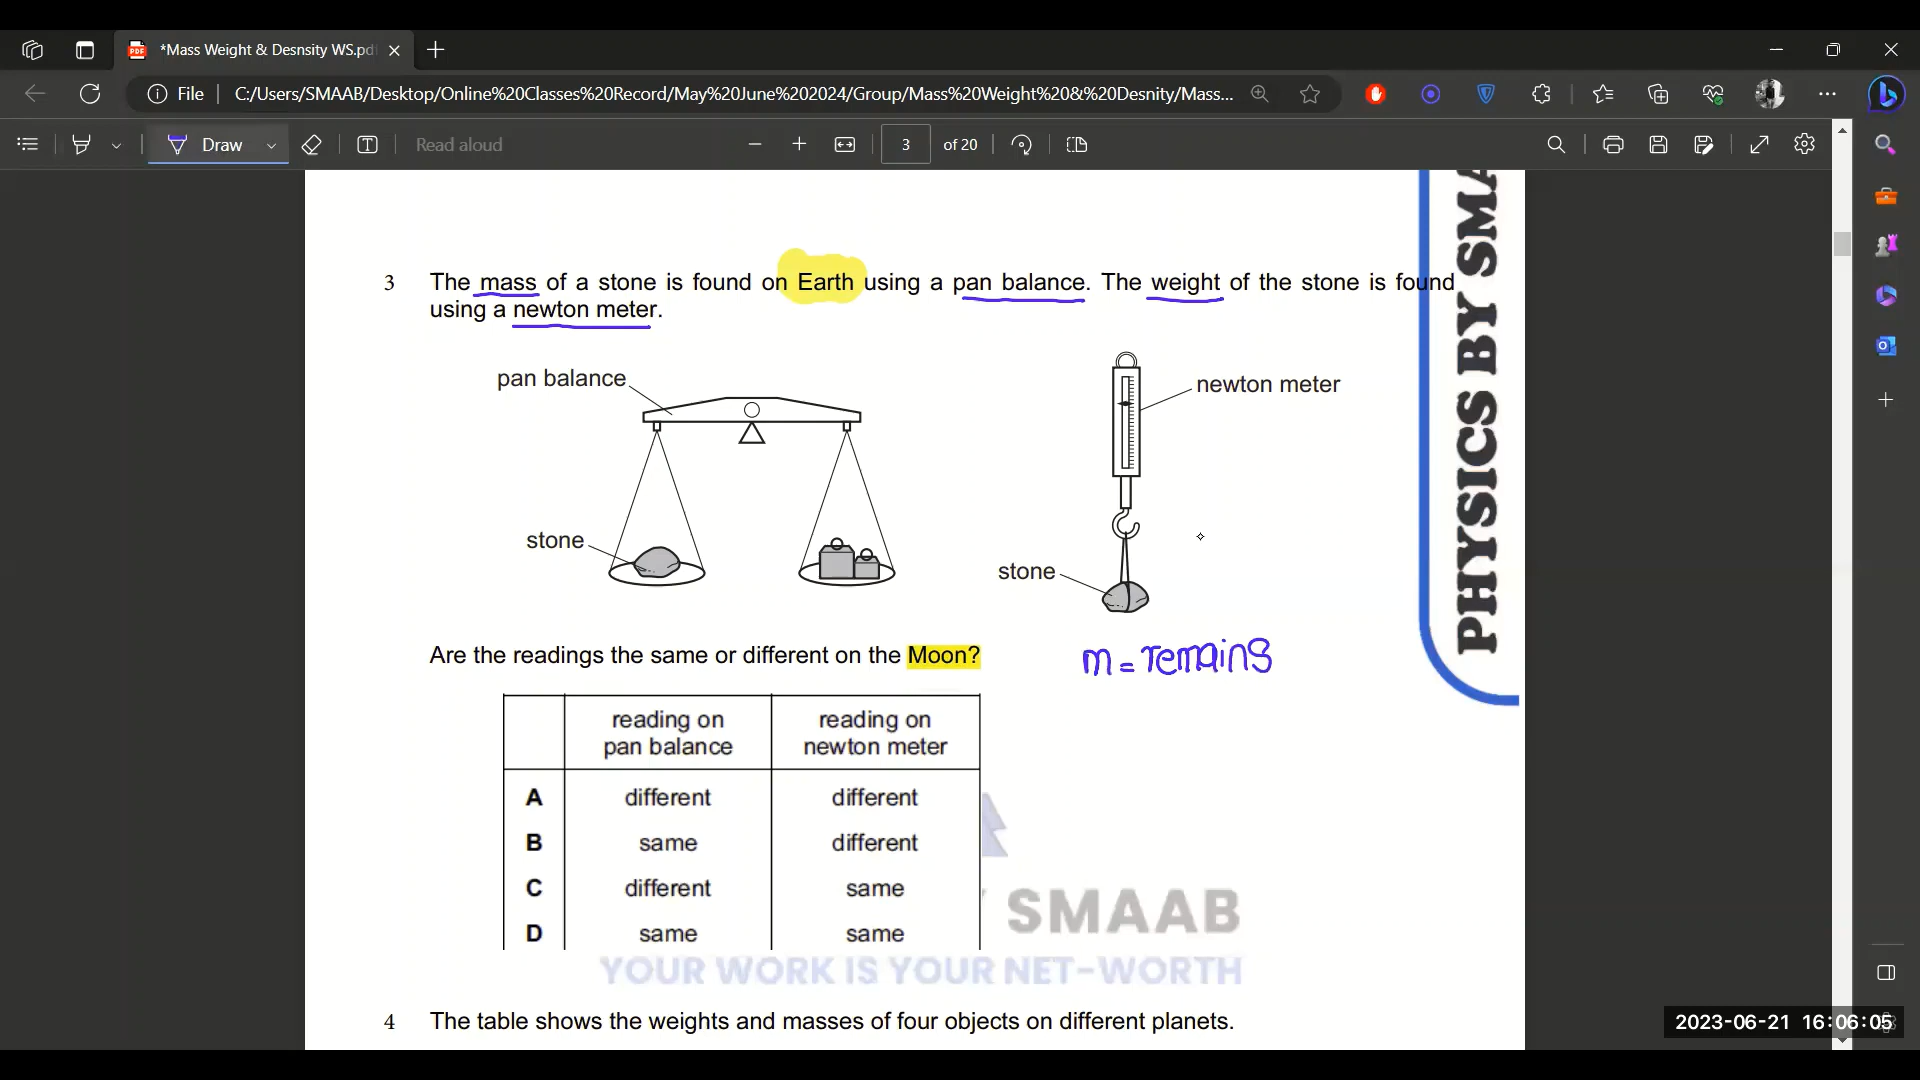 *Mass Weight & Desnsity WS.pdf
File
C:/Users/SMAAB/Desktop/Online%20Classes%20Record/May%20June%202024/Group/Mass%20Weight%20&%20Desnity/Mass...
Draw
Read aloud
3 of 20
3 The mass of a stone is found on Earth using a pan balance. The weight of the stone is found
using a newton meter.
pan balance
newton meter
stone
stone
Are the readings the same or different on the Moon?
m = remains
reading on pan balance reading on newton meter
A different different
B same different
C different same
D same same
SMAAB
YOUR WORK IS YOUR NET-WORTH
PHYSICS BY SMA
4 The table shows the weights and masses of four objects on different planets.
2023-06-21 16:06:05